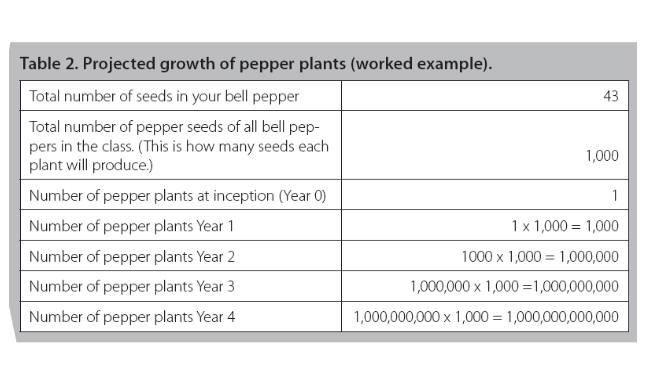 Table 2. Projected growth of pepper plants (worked example).
Total number of seeds in your bell pepper 43
Total number of pepper seeds of all bell pep-
pers in the class. (This is how many seeds each
plant will produce.) 1,000
Number of pepper plants at inception (Year 0) 1
Number of pepper plants Year 1 1 x 1,000 = 1,000
Number of pepper plants Year 2 1000 x 1,000 = 1,000,000
Number of pepper plants Year 3 1,000,000 x 1,000 =1,000,000,000
Number of pepper plants Year 4 1,000,000,000 x 1,000 = 1,000,000,000,000